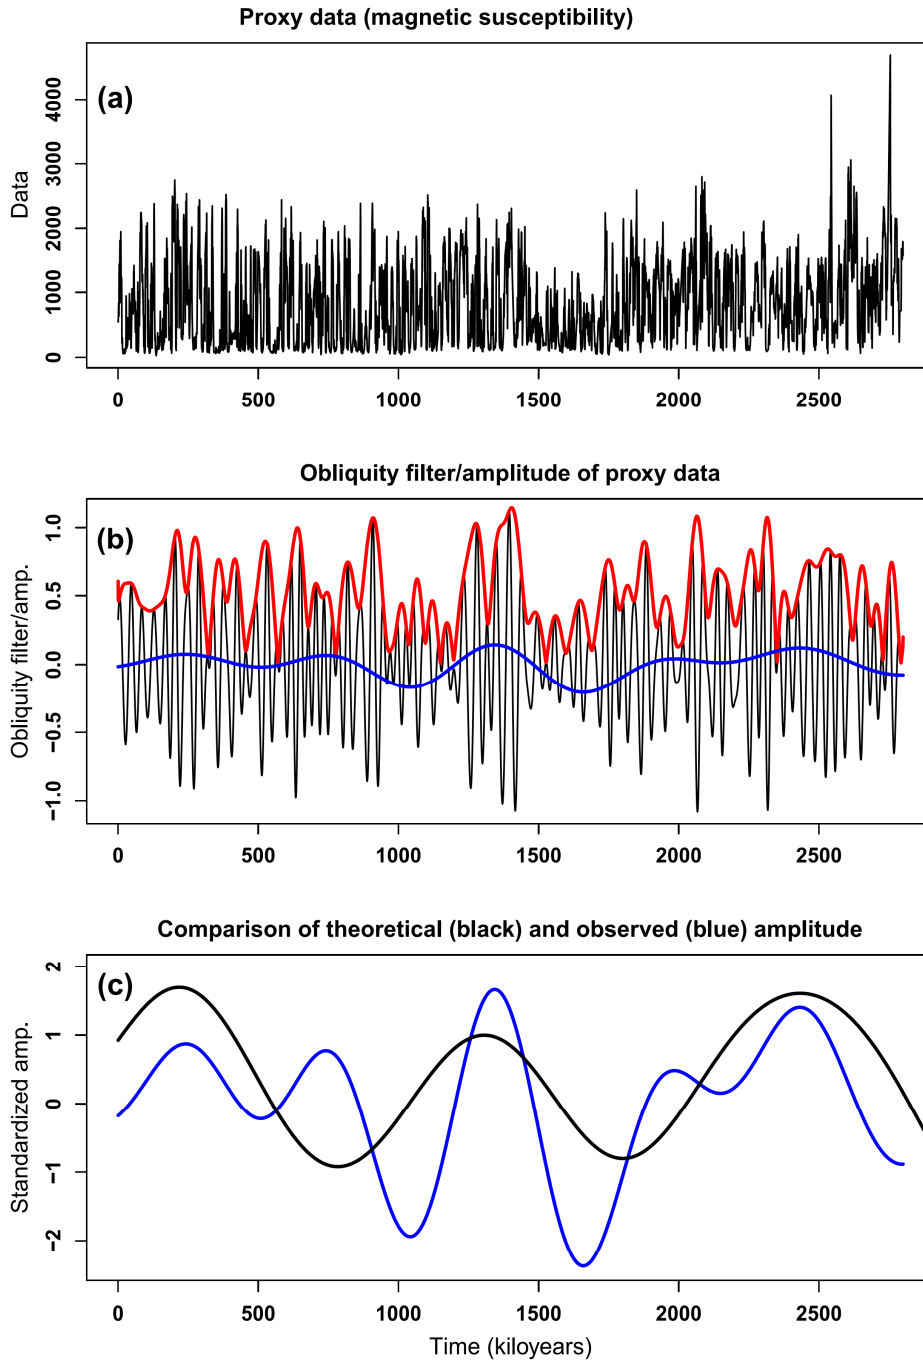 Proxy data (magnetic susceptibility)
(a)
Data
4000
3000
2000
1000
0
0 500 1000 1500 2000 2500
Obliquity filter/amplitude of proxy data
(b)
Obliquity filter/amp.
1.0
0.5
0.0
−0.5
−1.0
0 500 1000 1500 2000 2500
Comparison of theoretical (black) and observed (blue) amplitude
(c)
Standardized amp.
2
1
0
−1
−2
0 500 1000 1500 2000 2500
Time (kiloyears)